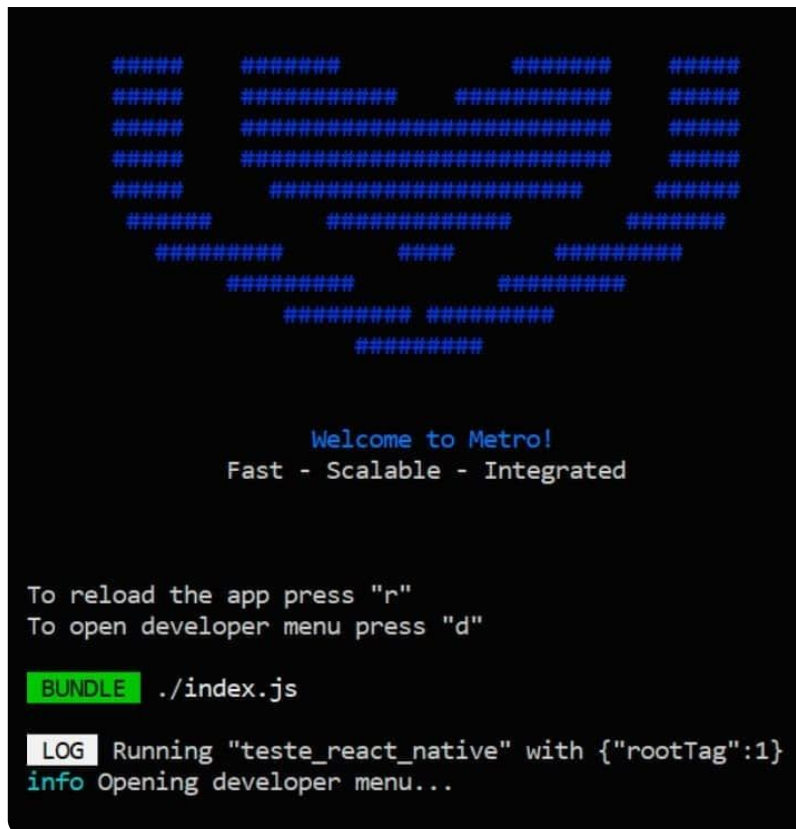 Welcome to Metro!
Fast - Scalable - Integrated
To reload the app press "r"
To open developer menu press "d"
BUNDLE ./index.js
LOG Running "teste_react_native" with {"rootTag":1}
info Opening developer menu...